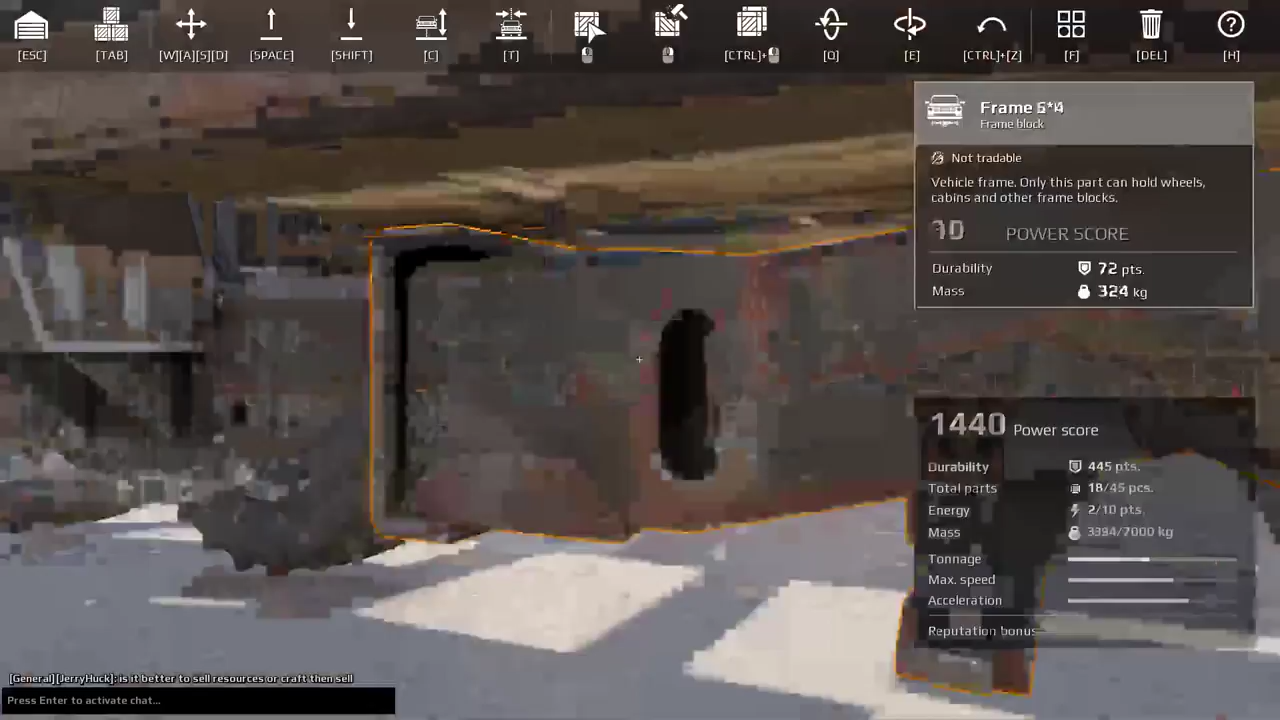 [ESC]
[TAB]
[W][A][S][D]
[SPACE]
[SHIFT]
[C]
[T]
[CTRL]+
[Q]
[E]
[CTRL]+[Z]
[F]
[DEL]
[H]
Frame 5*4
Frame block
Not tradable
Vehicle frame. Only this part can hold wheels,
cabins and other frame blocks.
10 POWER SCORE
Durability 72 pts.
Mass 324 kg
1440 Power score
Durability 445 pts.
Total parts 18/45 pcs.
Energy 2/10 pts.
Mass 3394/7000 kg
Tonnage
Max. speed
Acceleration
Reputation bonus
[General][JerryHuck]: is it better to sell resources or craft then sell
Press Enter to activate chat...